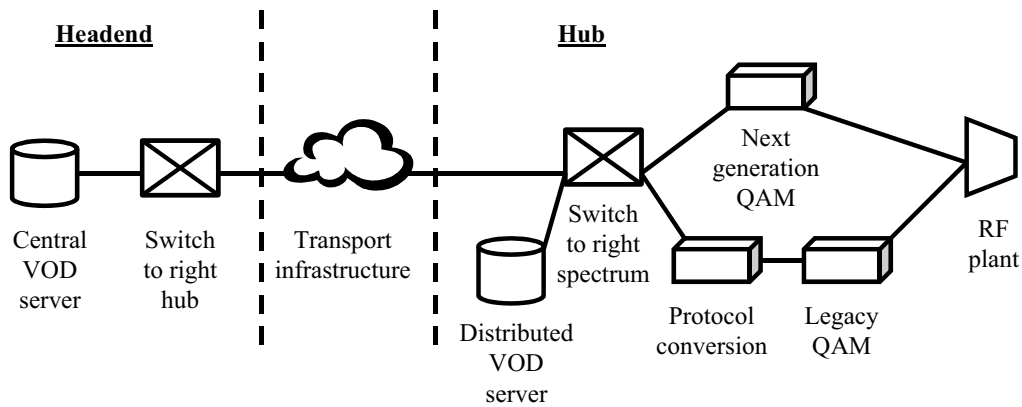 Headend
Hub
Central
VOD
server
Switch
to right
hub
Transport
infrastructure
Distributed
VOD
server
Switch
to right
spectrum
Next
generation
QAM
Protocol
conversion
Legacy
QAM
RF
plant